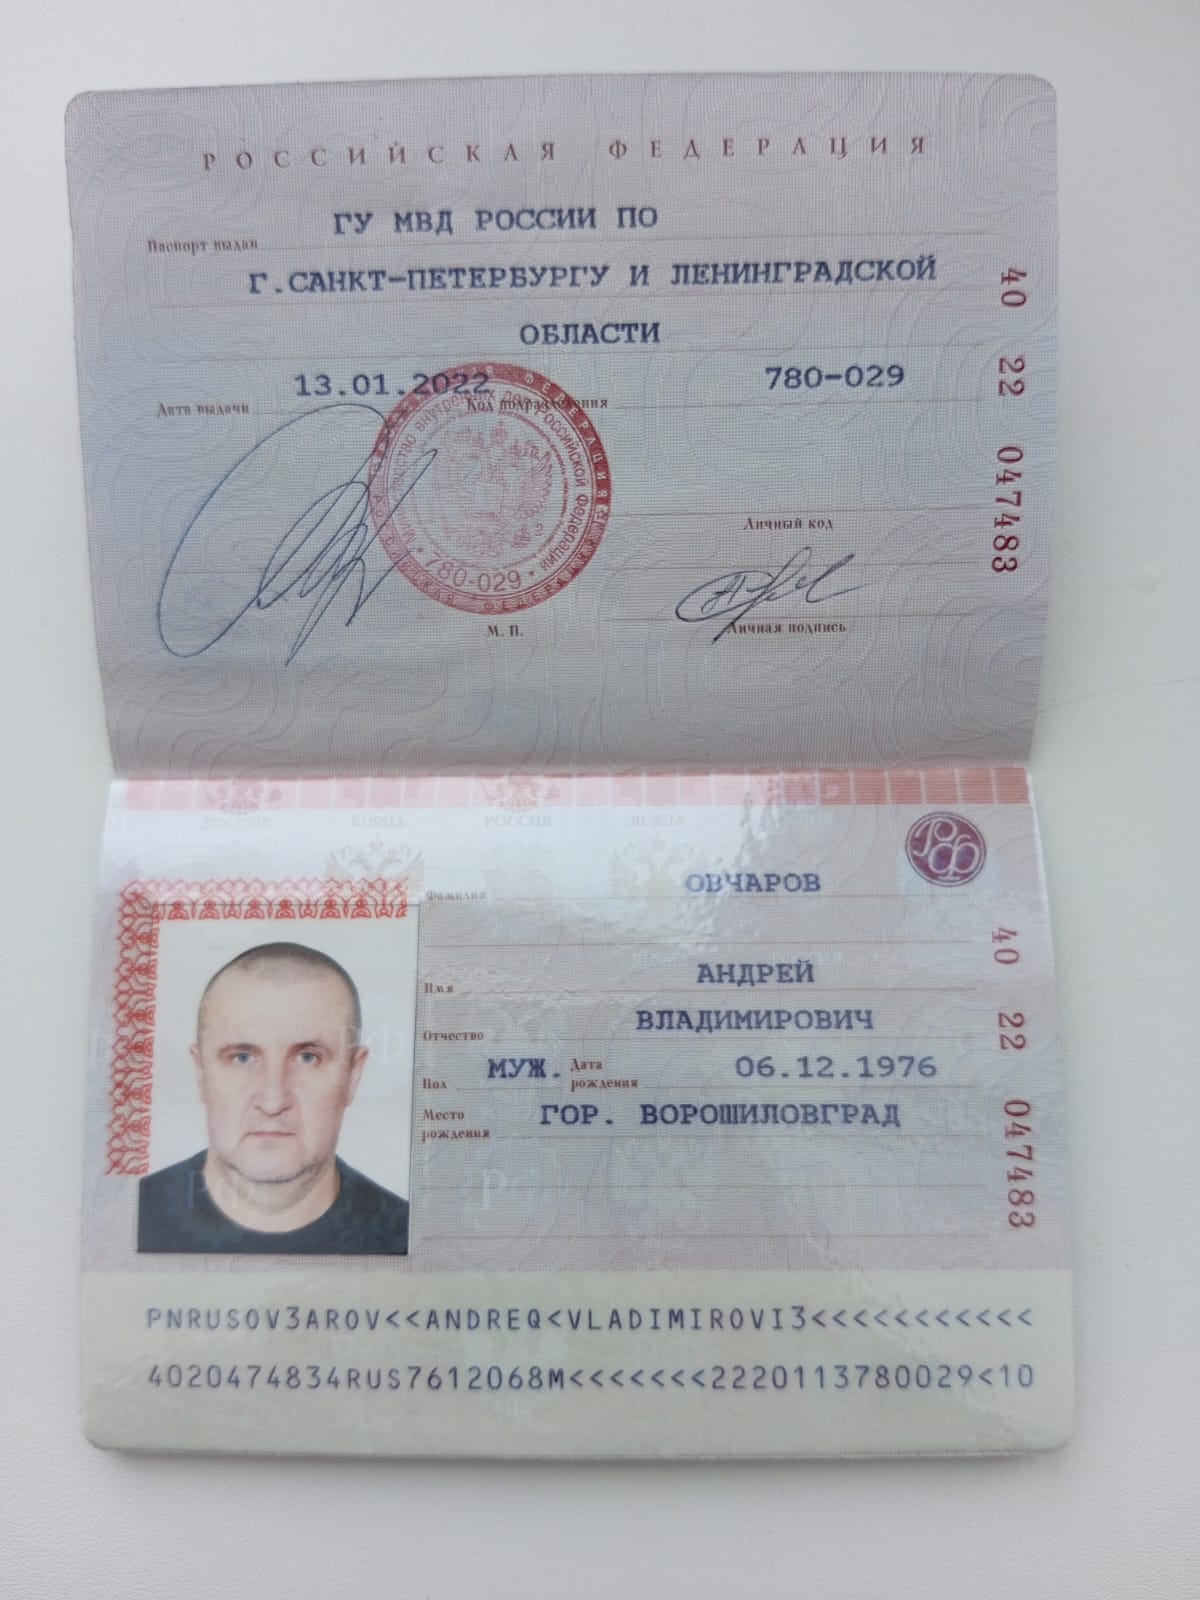 РОССИЙСКАЯ ФЕДЕРАЦИЯ
Паспорт выдан ГУ МВД РОССИИ ПО
Г.САНКТ-ПЕТЕРБУРГУ И ЛЕНИНГРАДСКОЙ
ОБЛАСТИ
Дата выдачи 13.01.2022 Код подразделения 780-029
780-029
Личный код
Личная подпись
М. П.
40 22 047483
РОССИЯ RUSSIA РОССИЯ RUSSIA
РФ
Фамилия ОВЧАРОВ
Имя АНДРЕЙ
Отчество ВЛАДИМИРОВИЧ
Пол МУЖ. Дата рождения 06.12.1976
Место рождения ГОР. ВОРОШИЛОВГРАД
40 22 047483
PNRUSOV3AROV<<ANDREQ<VLADIMIROVI3<<<<<<<<<<<
4020474834RUS7612068M<<<<<<<2220113780029<10